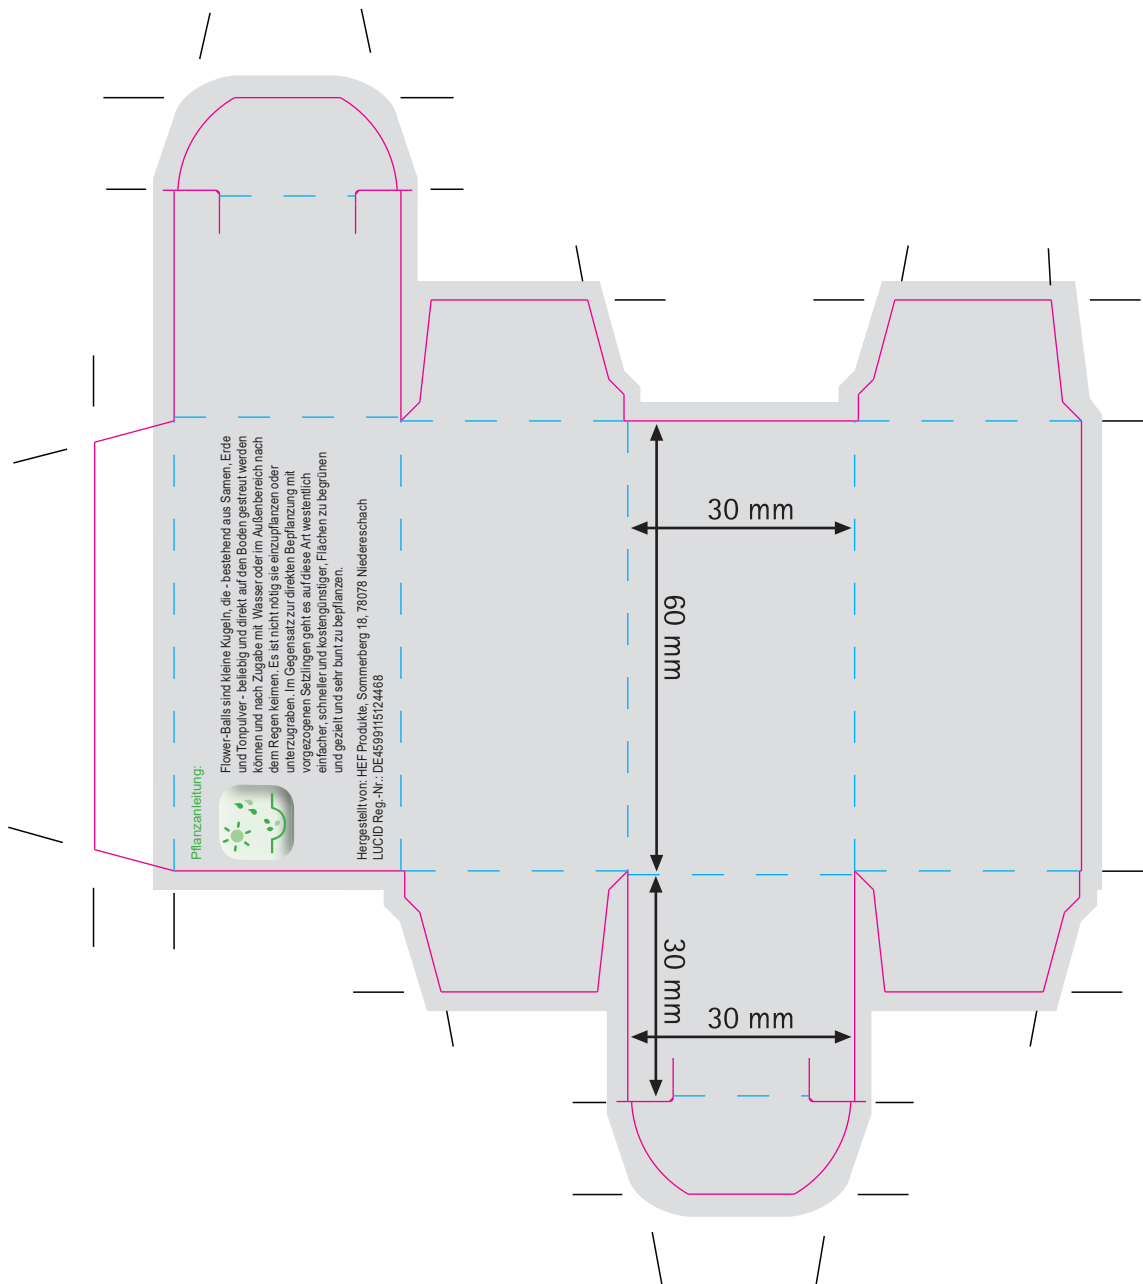 Pflanzanleitung:
Flower-Balls sind kleine Kugeln, die - bestehend aus Samen, Erde
und Tonpulver - beliebig und direkt auf den Boden gestreut werden
können und nach Zugabe mit Wasser oder im Außenbereich nach
dem Regen keimen. Es ist nicht nötig sie einzupflanzen oder
unterzugraben. Im Gegensatz zur direkten Bepflanzung mit
vorgezogenen Setzlingen geht es auf diese Art westentlich
einfacher, schneller und kostengünstiger, Flächen zu begrünen
und gezielt und sehr bunt zu bepflanzen.
Hergestellt von: HEF Produkte, Sommerberg 18, 78078 Niedereschach
LUCID Reg.-Nr.: DE4599115124468
30 mm
60 mm
30 mm
30 mm